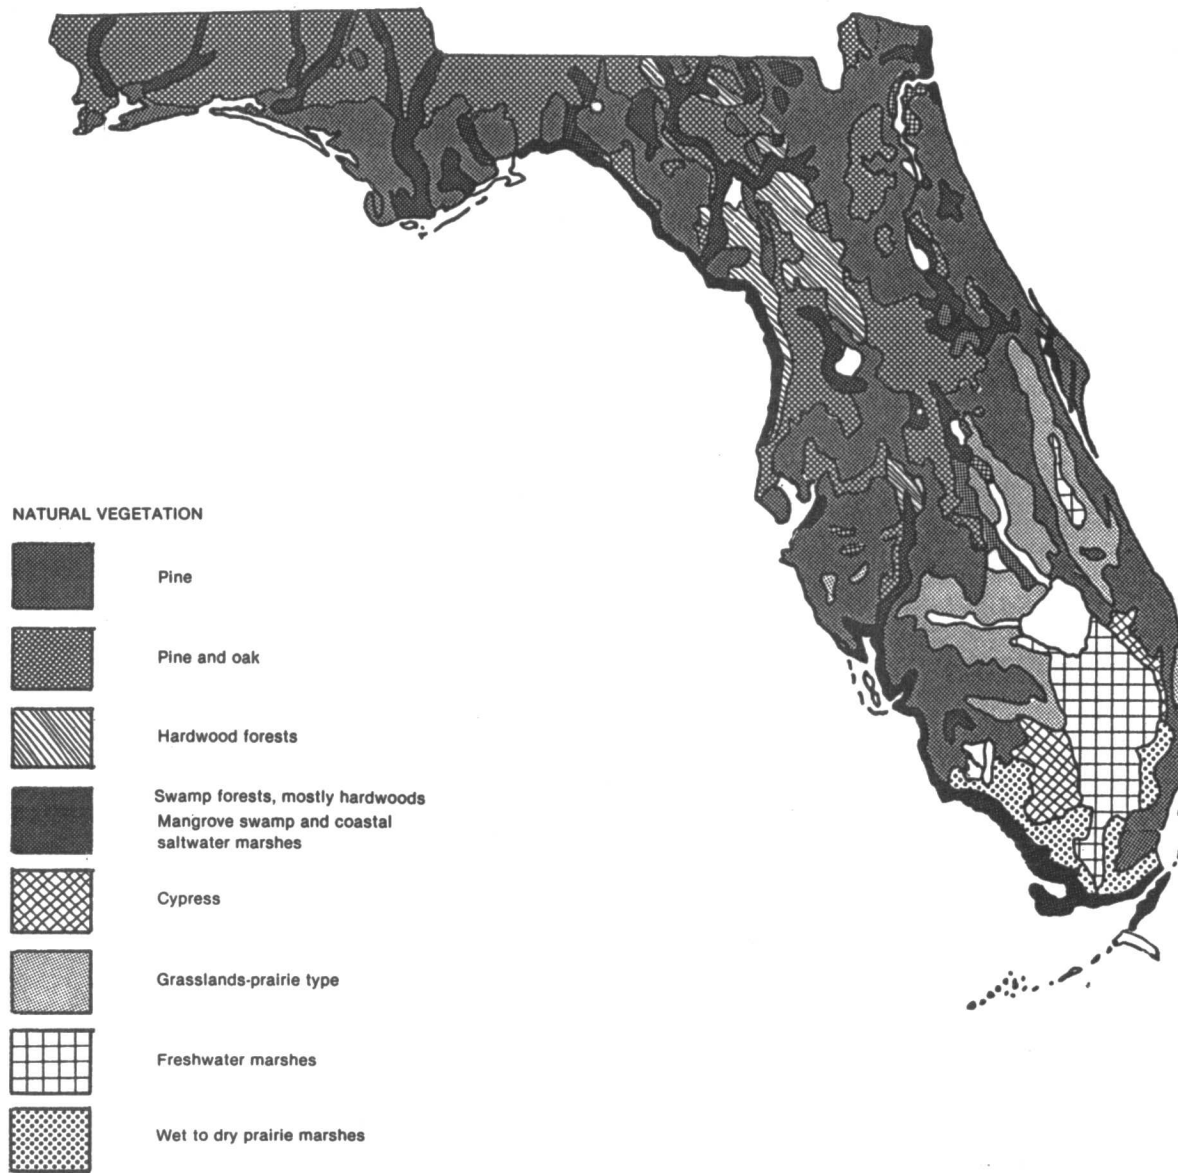 NATURAL VEGETATION
Pine
Pine and oak
Hardwood forests
Swamp forests, mostly hardwoods
Mangrove swamp and coastal
saltwater marshes
Cypress
Grasslands-prairie type
Freshwater marshes
Wet to dry prairie marshes